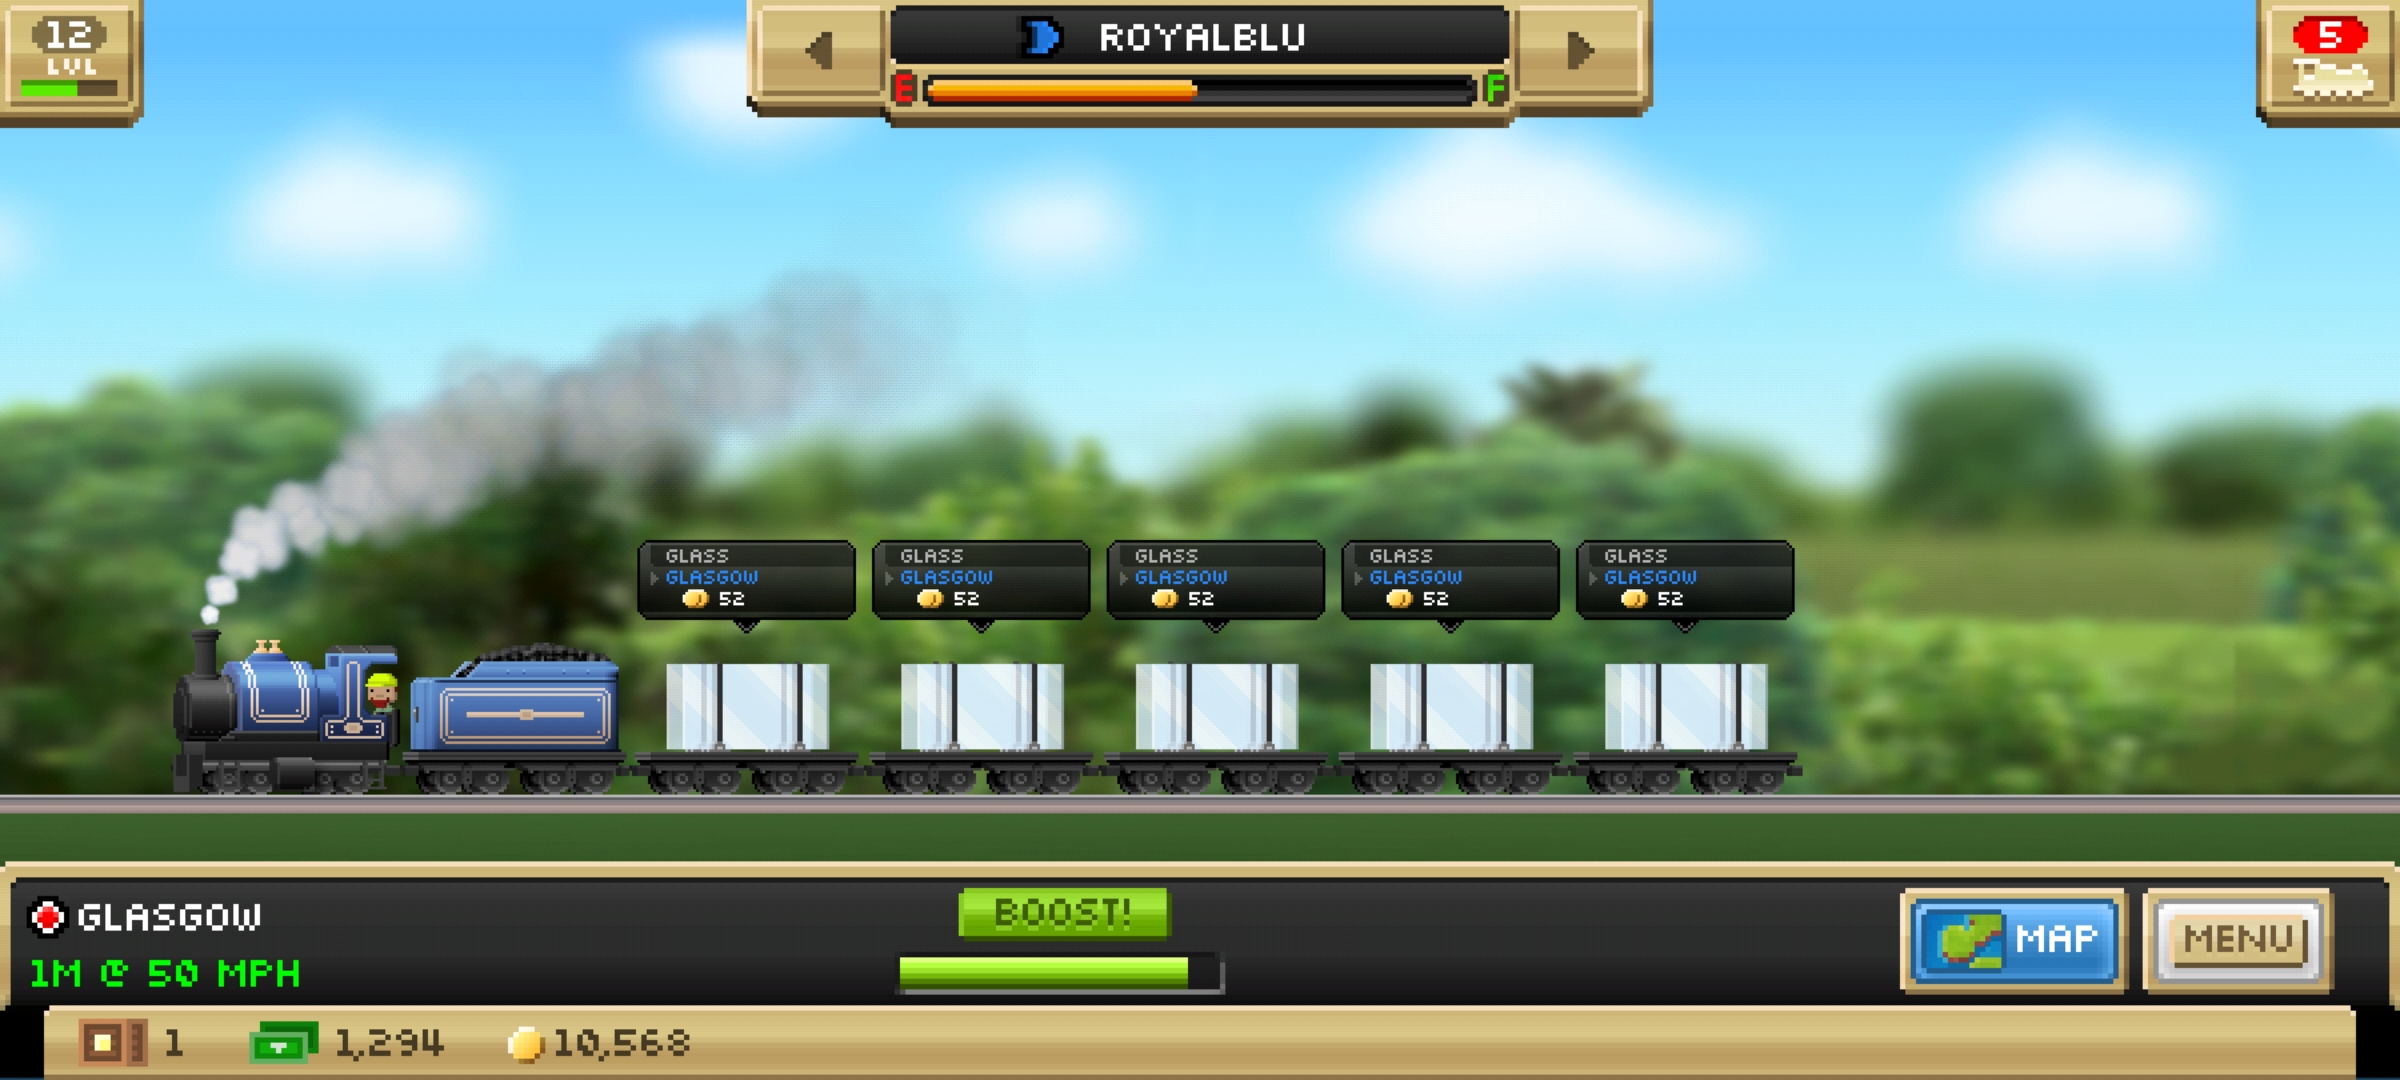 12
LVL
ROYALBLU
E F
5
GLASS
GLASGOW
52
GLASS
GLASGOW
52
GLASS
GLASGOW
52
GLASS
GLASGOW
52
GLASS
GLASGOW
52
GLASGOW
1M @ 50 MPH
BOOST!
MAP
MENU
1
1,294
10,568